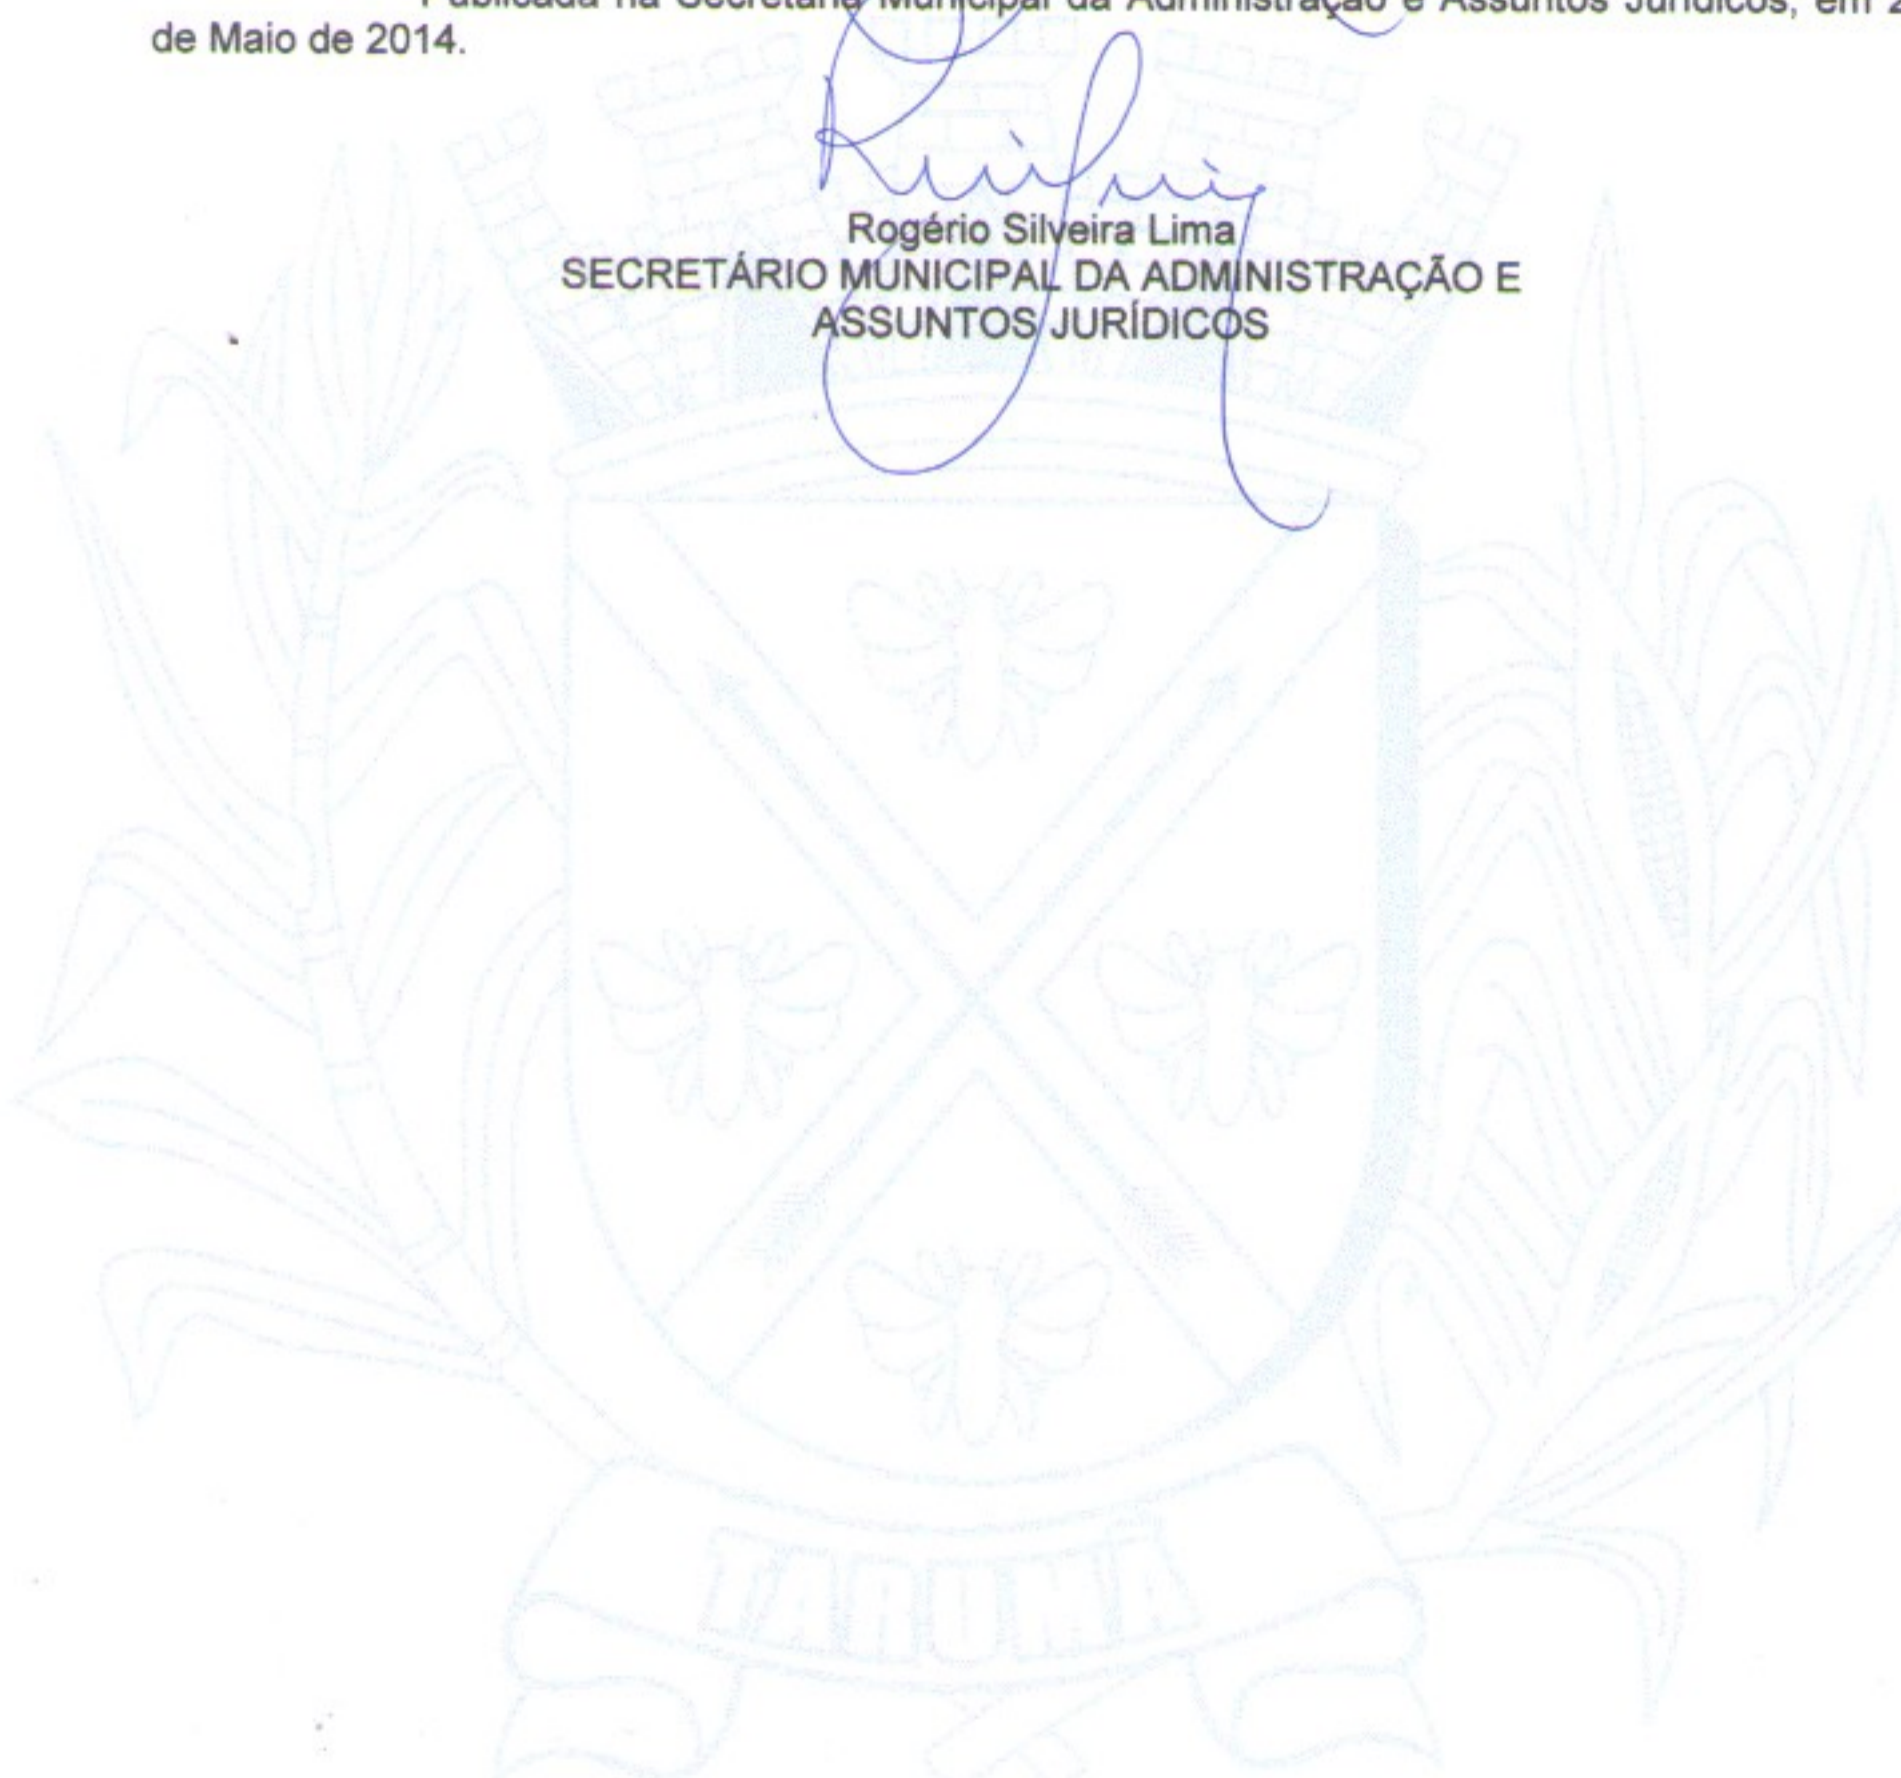 Publicada na Secretaria Municipal da Administração e Assuntos Jurídicos, em
de Maio de 2014.
Rogério Silveira Lima
SECRETÁRIO MUNICIPAL DA ADMINISTRAÇÃO E
ASSUNTOS JURÍDICOS
TARUMÃ